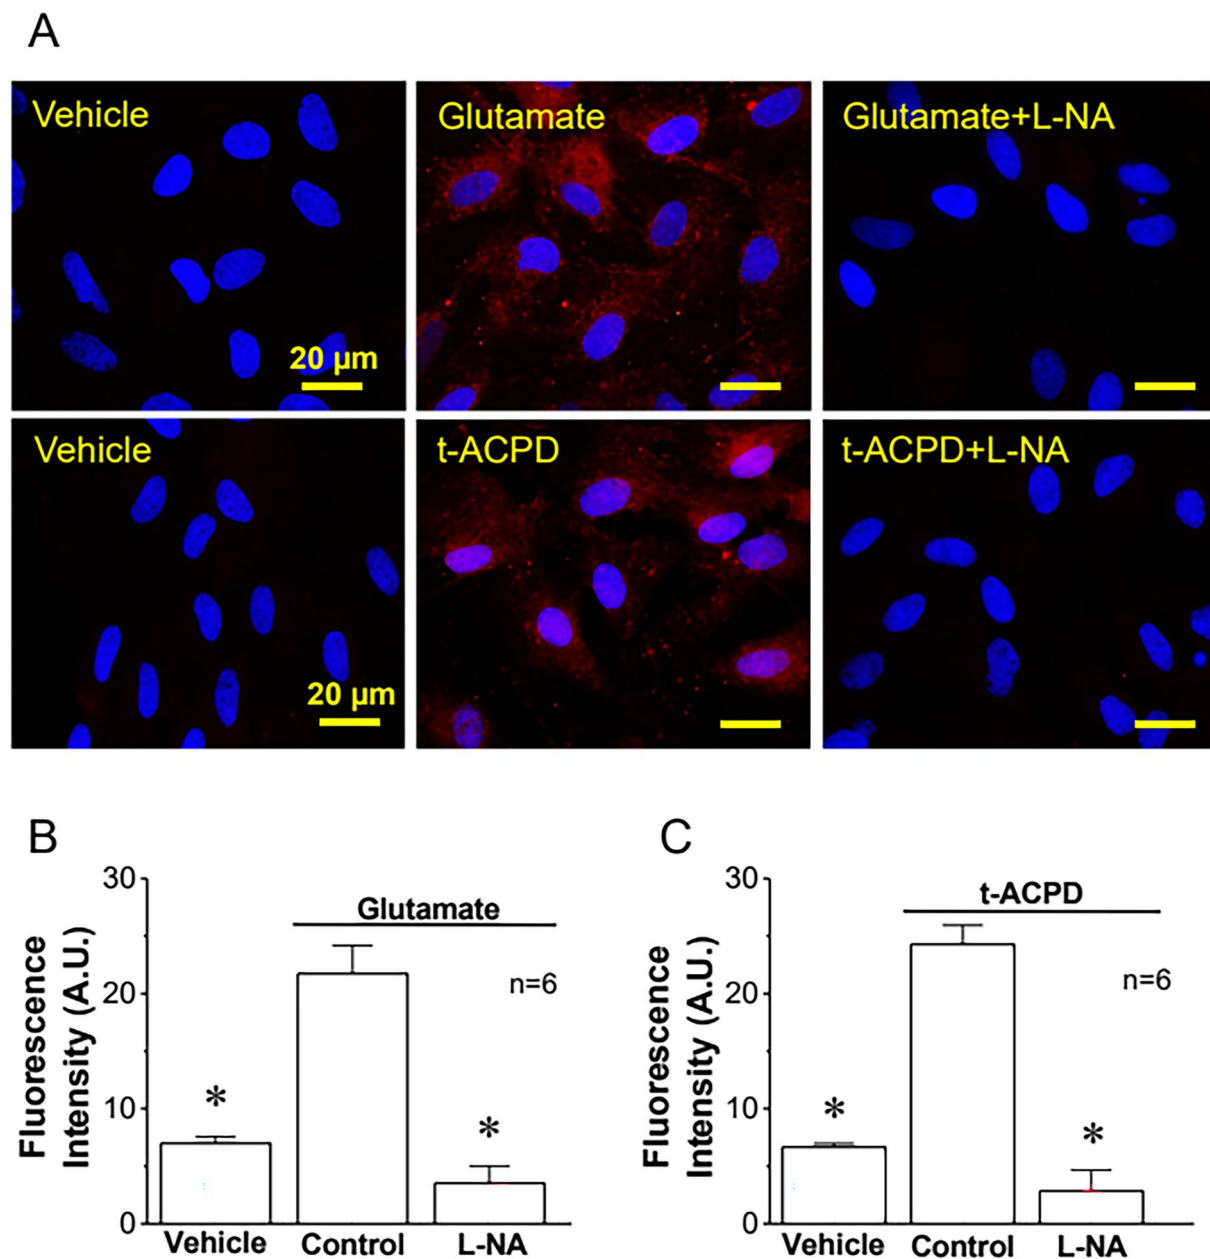 A
Vehicle
Glutamate
Glutamate+L-NA
20 µm
Vehicle
t-ACPD
t-ACPD+L-NA
20 µm
B
30
20
10
0
Fluorescence
Intensity (A.U.)
Glutamate
n=6
*
*
Vehicle
Control
L-NA
C
30
20
10
0
Fluorescence
Intensity (A.U.)
t-ACPD
n=6
*
*
Vehicle
Control
L-NA